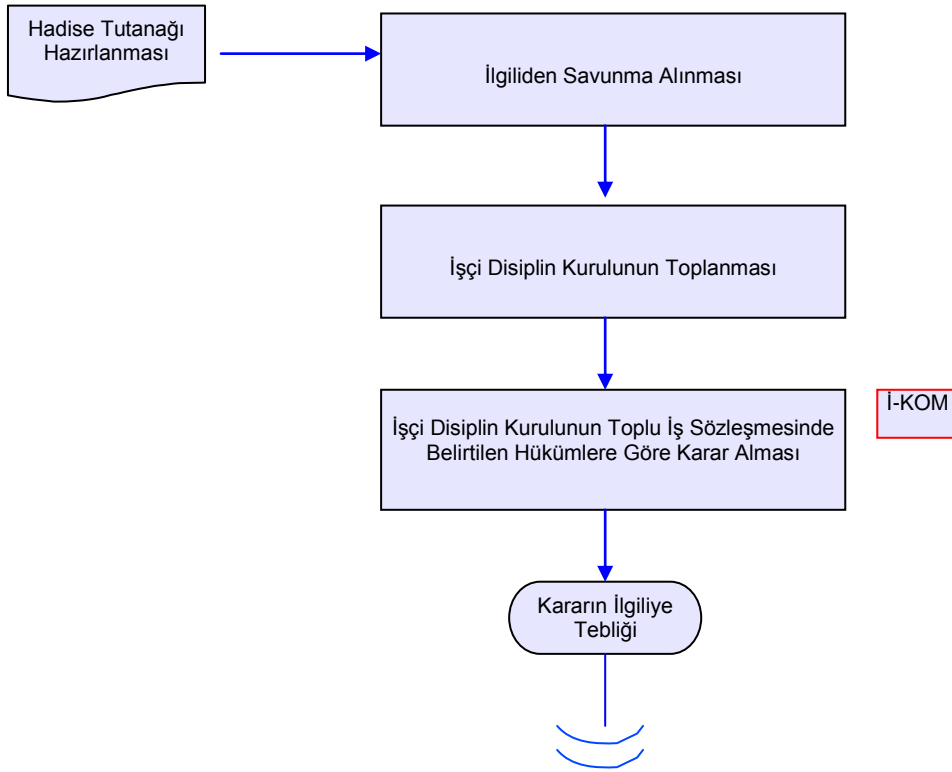 Hadise Tutanağı
Hazırlanması
İlgiliden Savunma Alınması
İşçi Disiplin Kurulunun Toplanması
İşçi Disiplin Kurulunun Toplu İş Sözleşmesinde
Belirtilen Hükümlere Göre Karar Alması
İ-KOM
Kararın İlgiliye
Tebliği